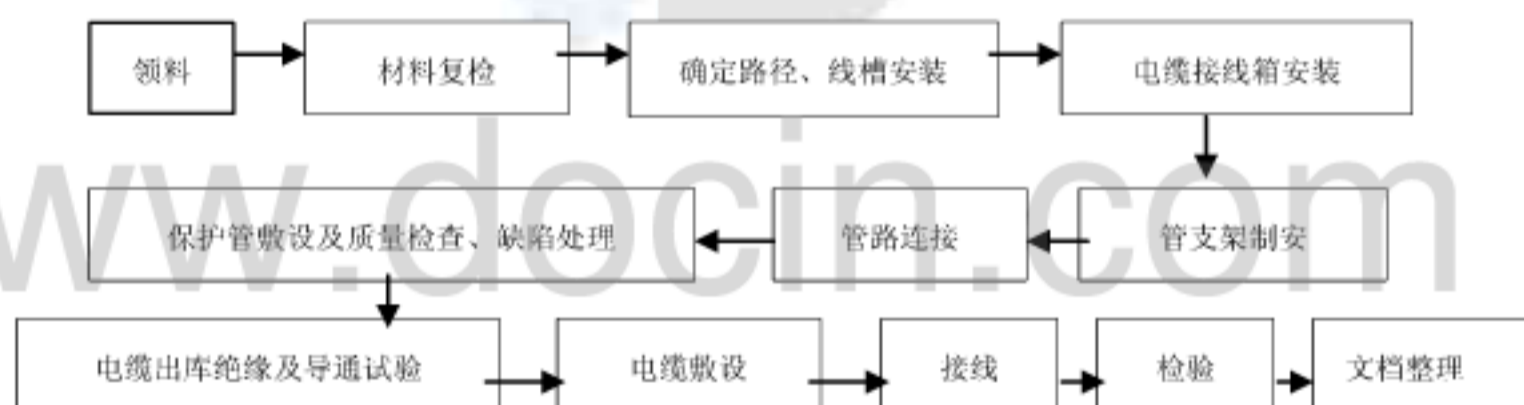 领料
材料复检
确定路径、线槽安装
电缆接线箱安装
管支架制安
管路连接
保护管敷设及质量检查、缺陷处理
电缆出库绝缘及导通试验
电缆敷设
接线
检验
文档整理
ww.docin.com